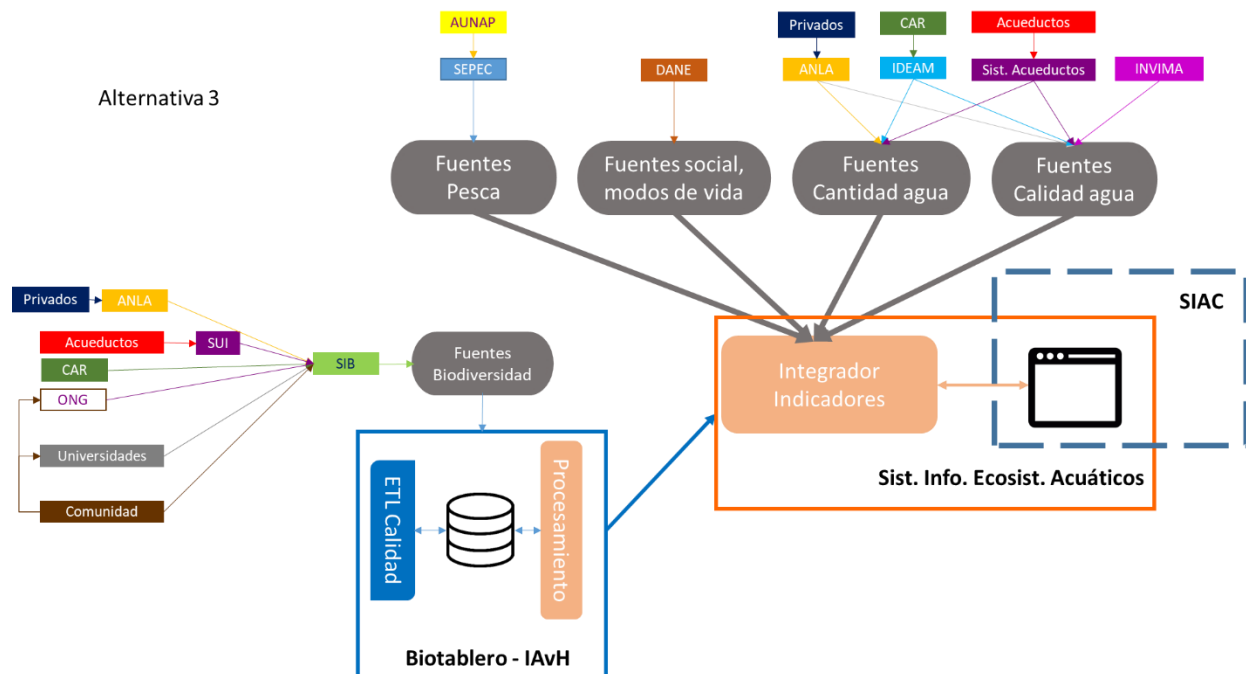 Alternativa 3
AUNAP
SEPEC
DANE
Privados
CAR
Acueductos
ANLA
IDEAM
Sist. Acueductos
INVIMA
Fuentes
Pesca
Fuentes social,
modos de vida
Fuentes
Cantidad agua
Fuentes
Calidad agua
Privados
ANLA
Acueductos
SUI
CAR
ONG
Universidades
Comunidad
SIB
Fuentes
Biodiversidad
ETL Calidad
Procesamiento
Biotablero - IAvH
Integrador
Indicadores
SIAC
Sist. Info. Ecosist. Acuáticos